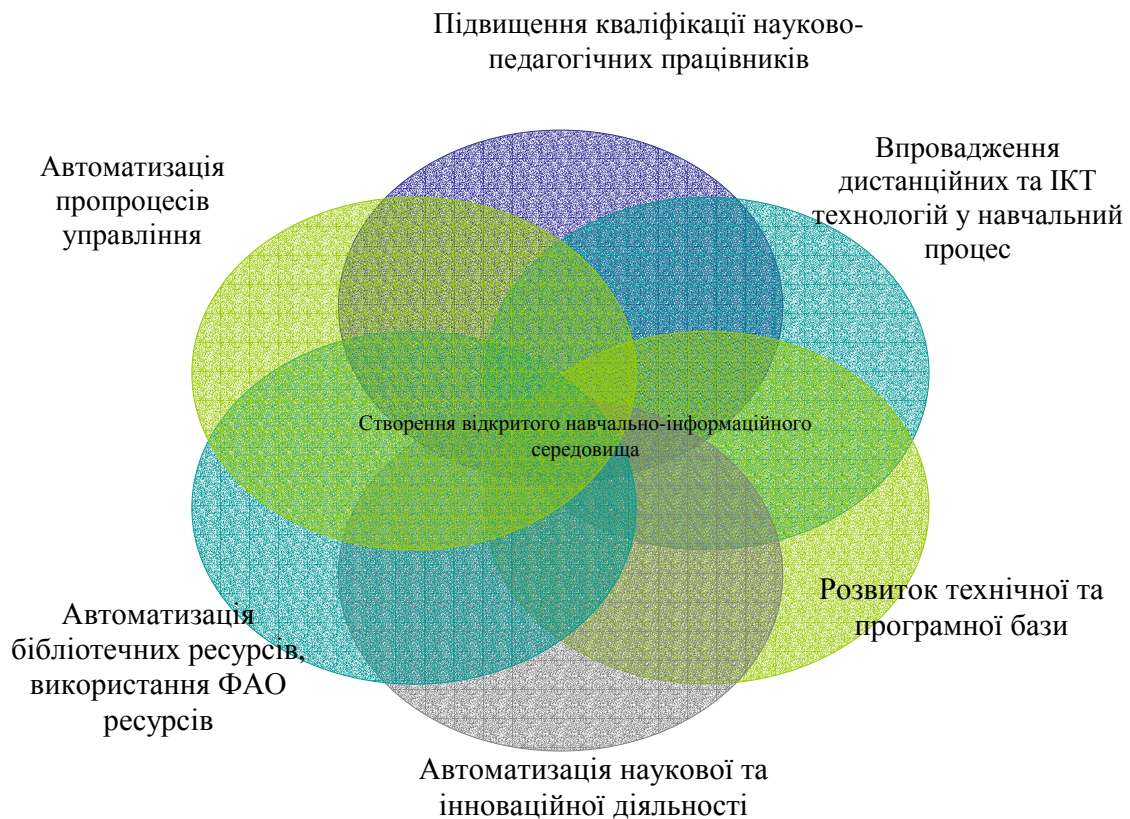 Підвищення кваліфікації науково-
педагогічних працівників
Автоматизація
пропроцесів
управління
Впровадження
дистанційних та ІКТ
технологій у навчальний
процес
Створення відкритого навчально-інформаційного
середовища
Розвиток технічної та
програмної бази
Автоматизація
бібліотечних ресурсів,
використання ФАО
ресурсів
Автоматизація наукової та
інноваційної діяльності